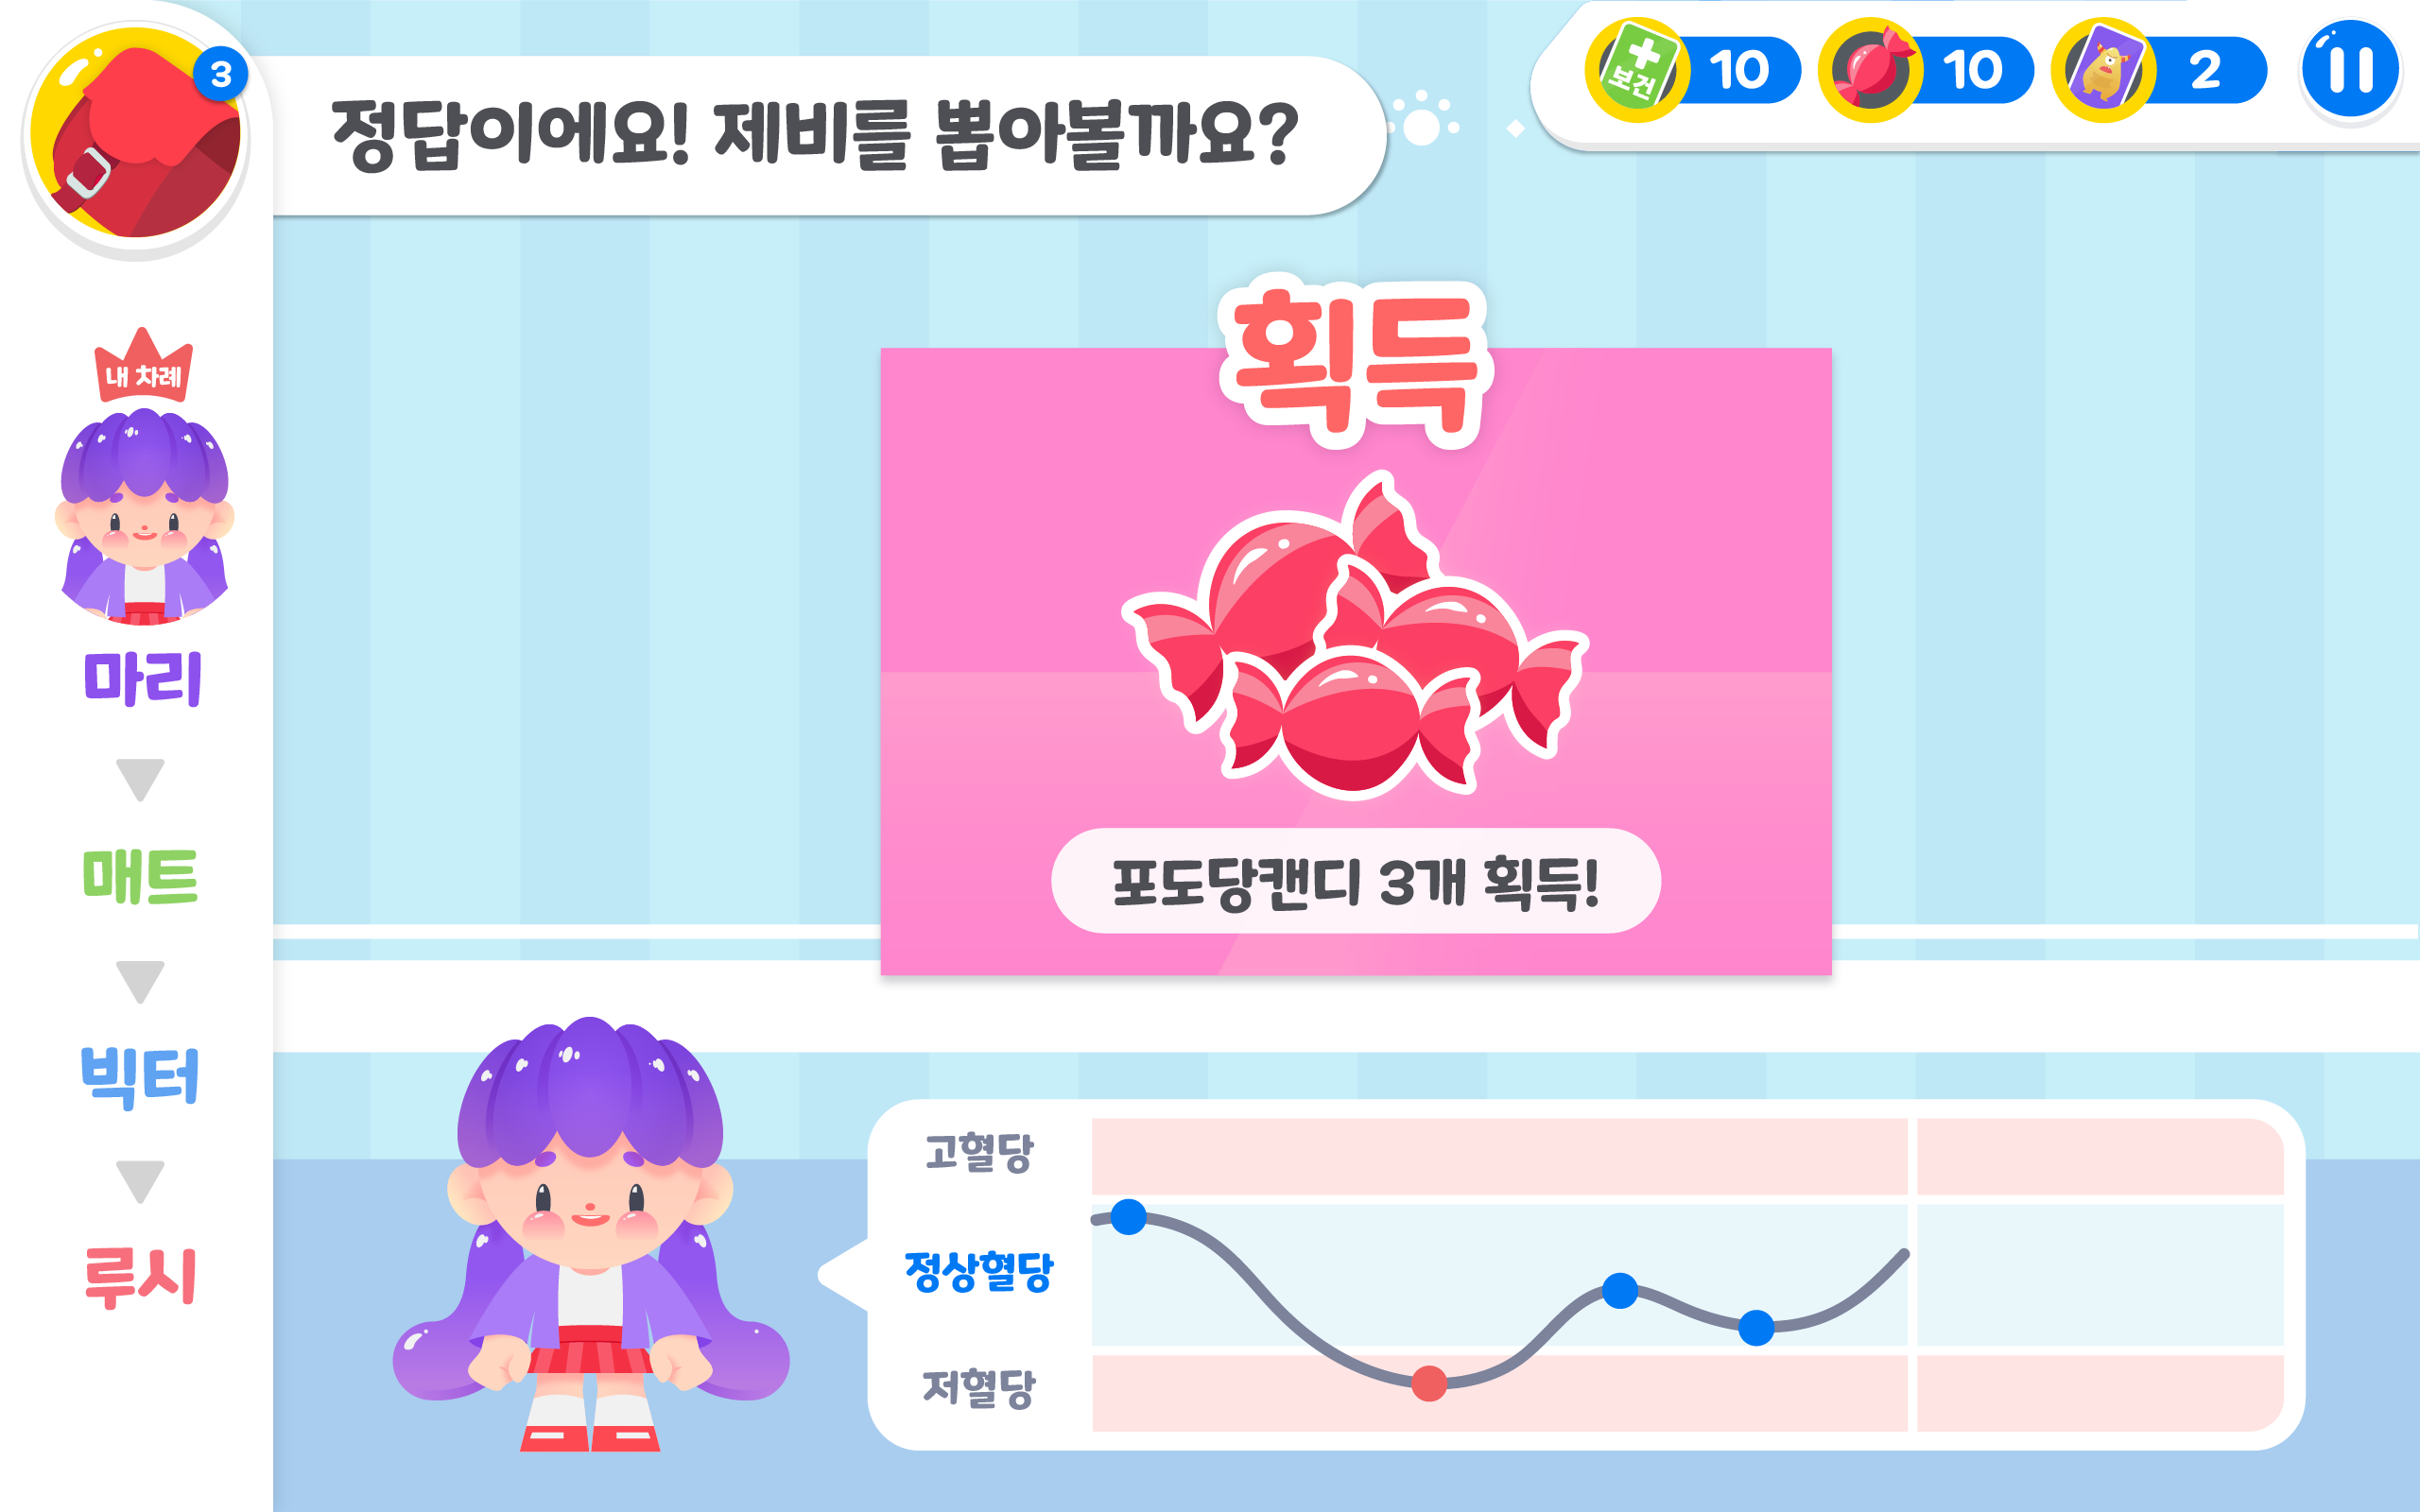 3
정답이에요! 제비를 뽑아볼까요?
보건
10
10
2
내 차례
마리
매트
빅터
루시
획득
포도당캔디 3개 획득!
고혈당
정상혈당
저혈당